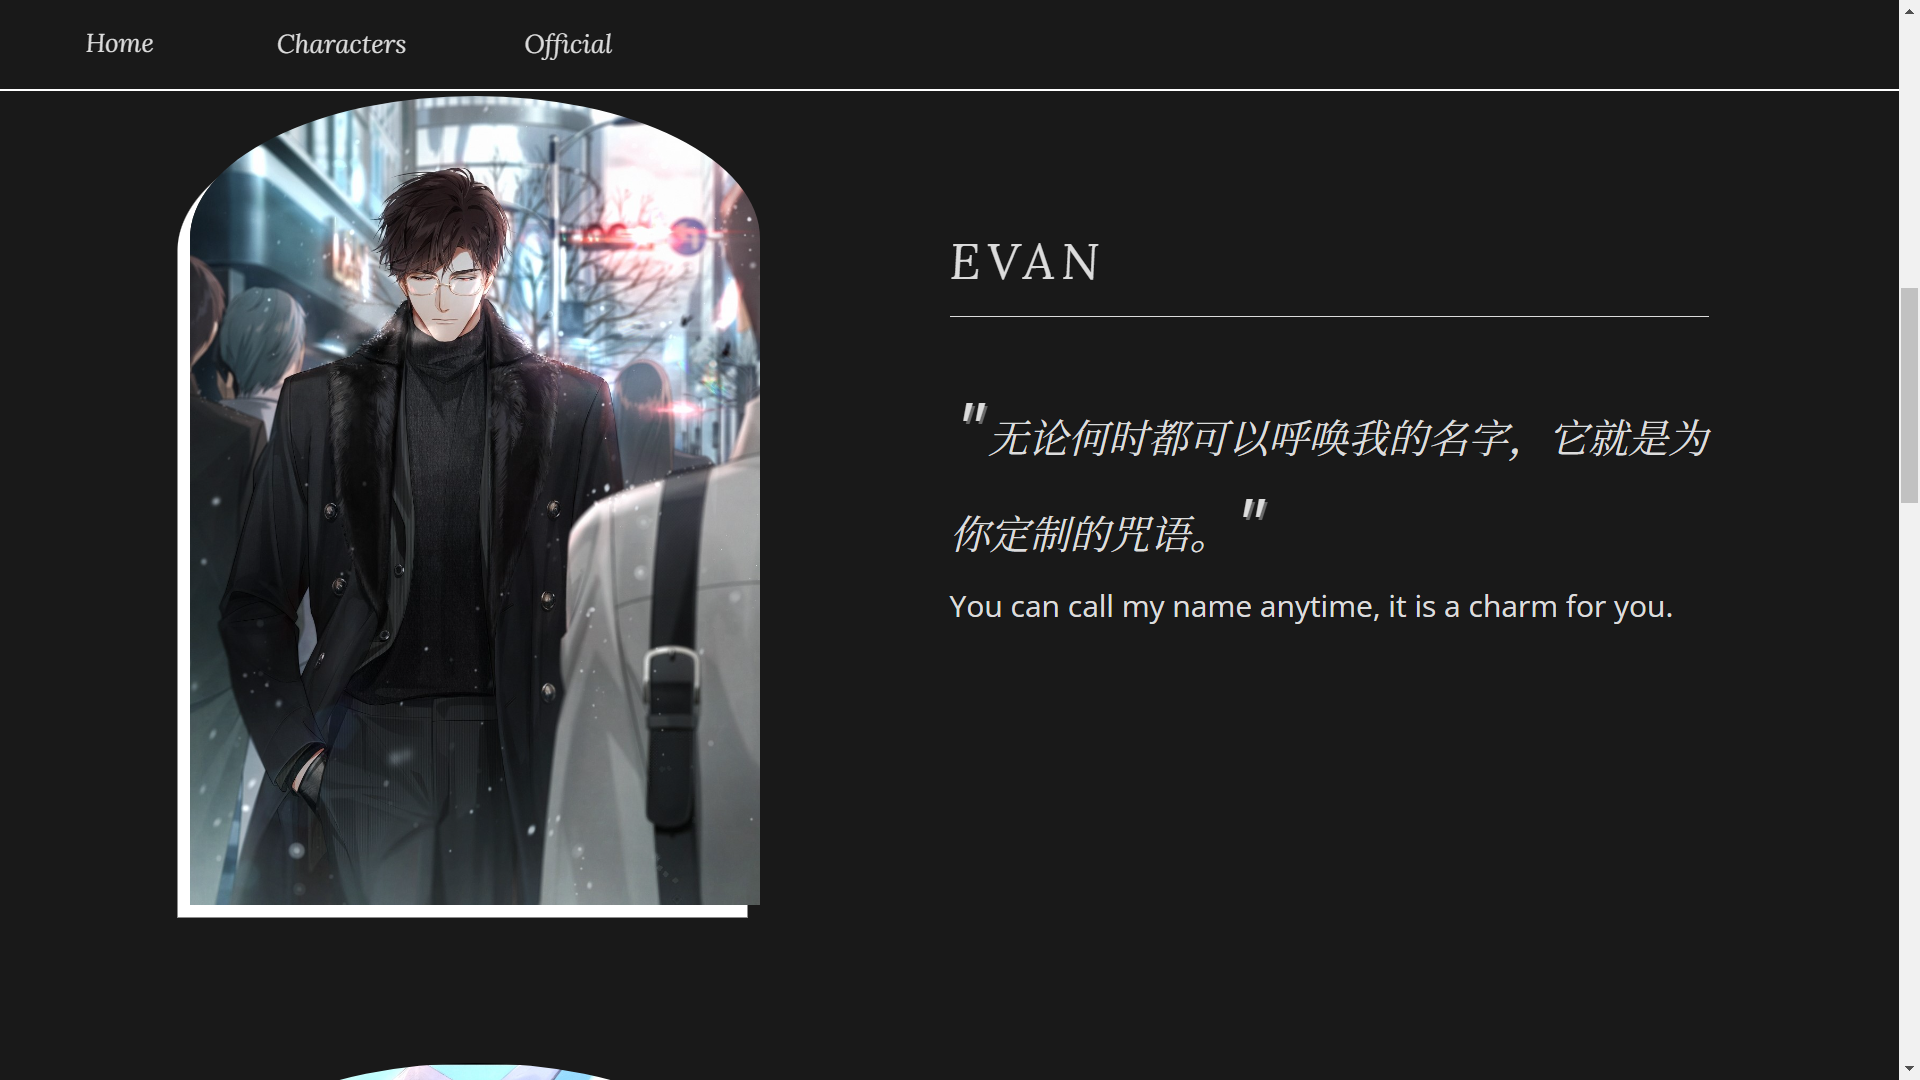 Home
Characters
Official
EVAN
"无论何时都可以呼唤我的名字，它就是为
你定制的咒语。"
You can call my name anytime, it is a charm for you.